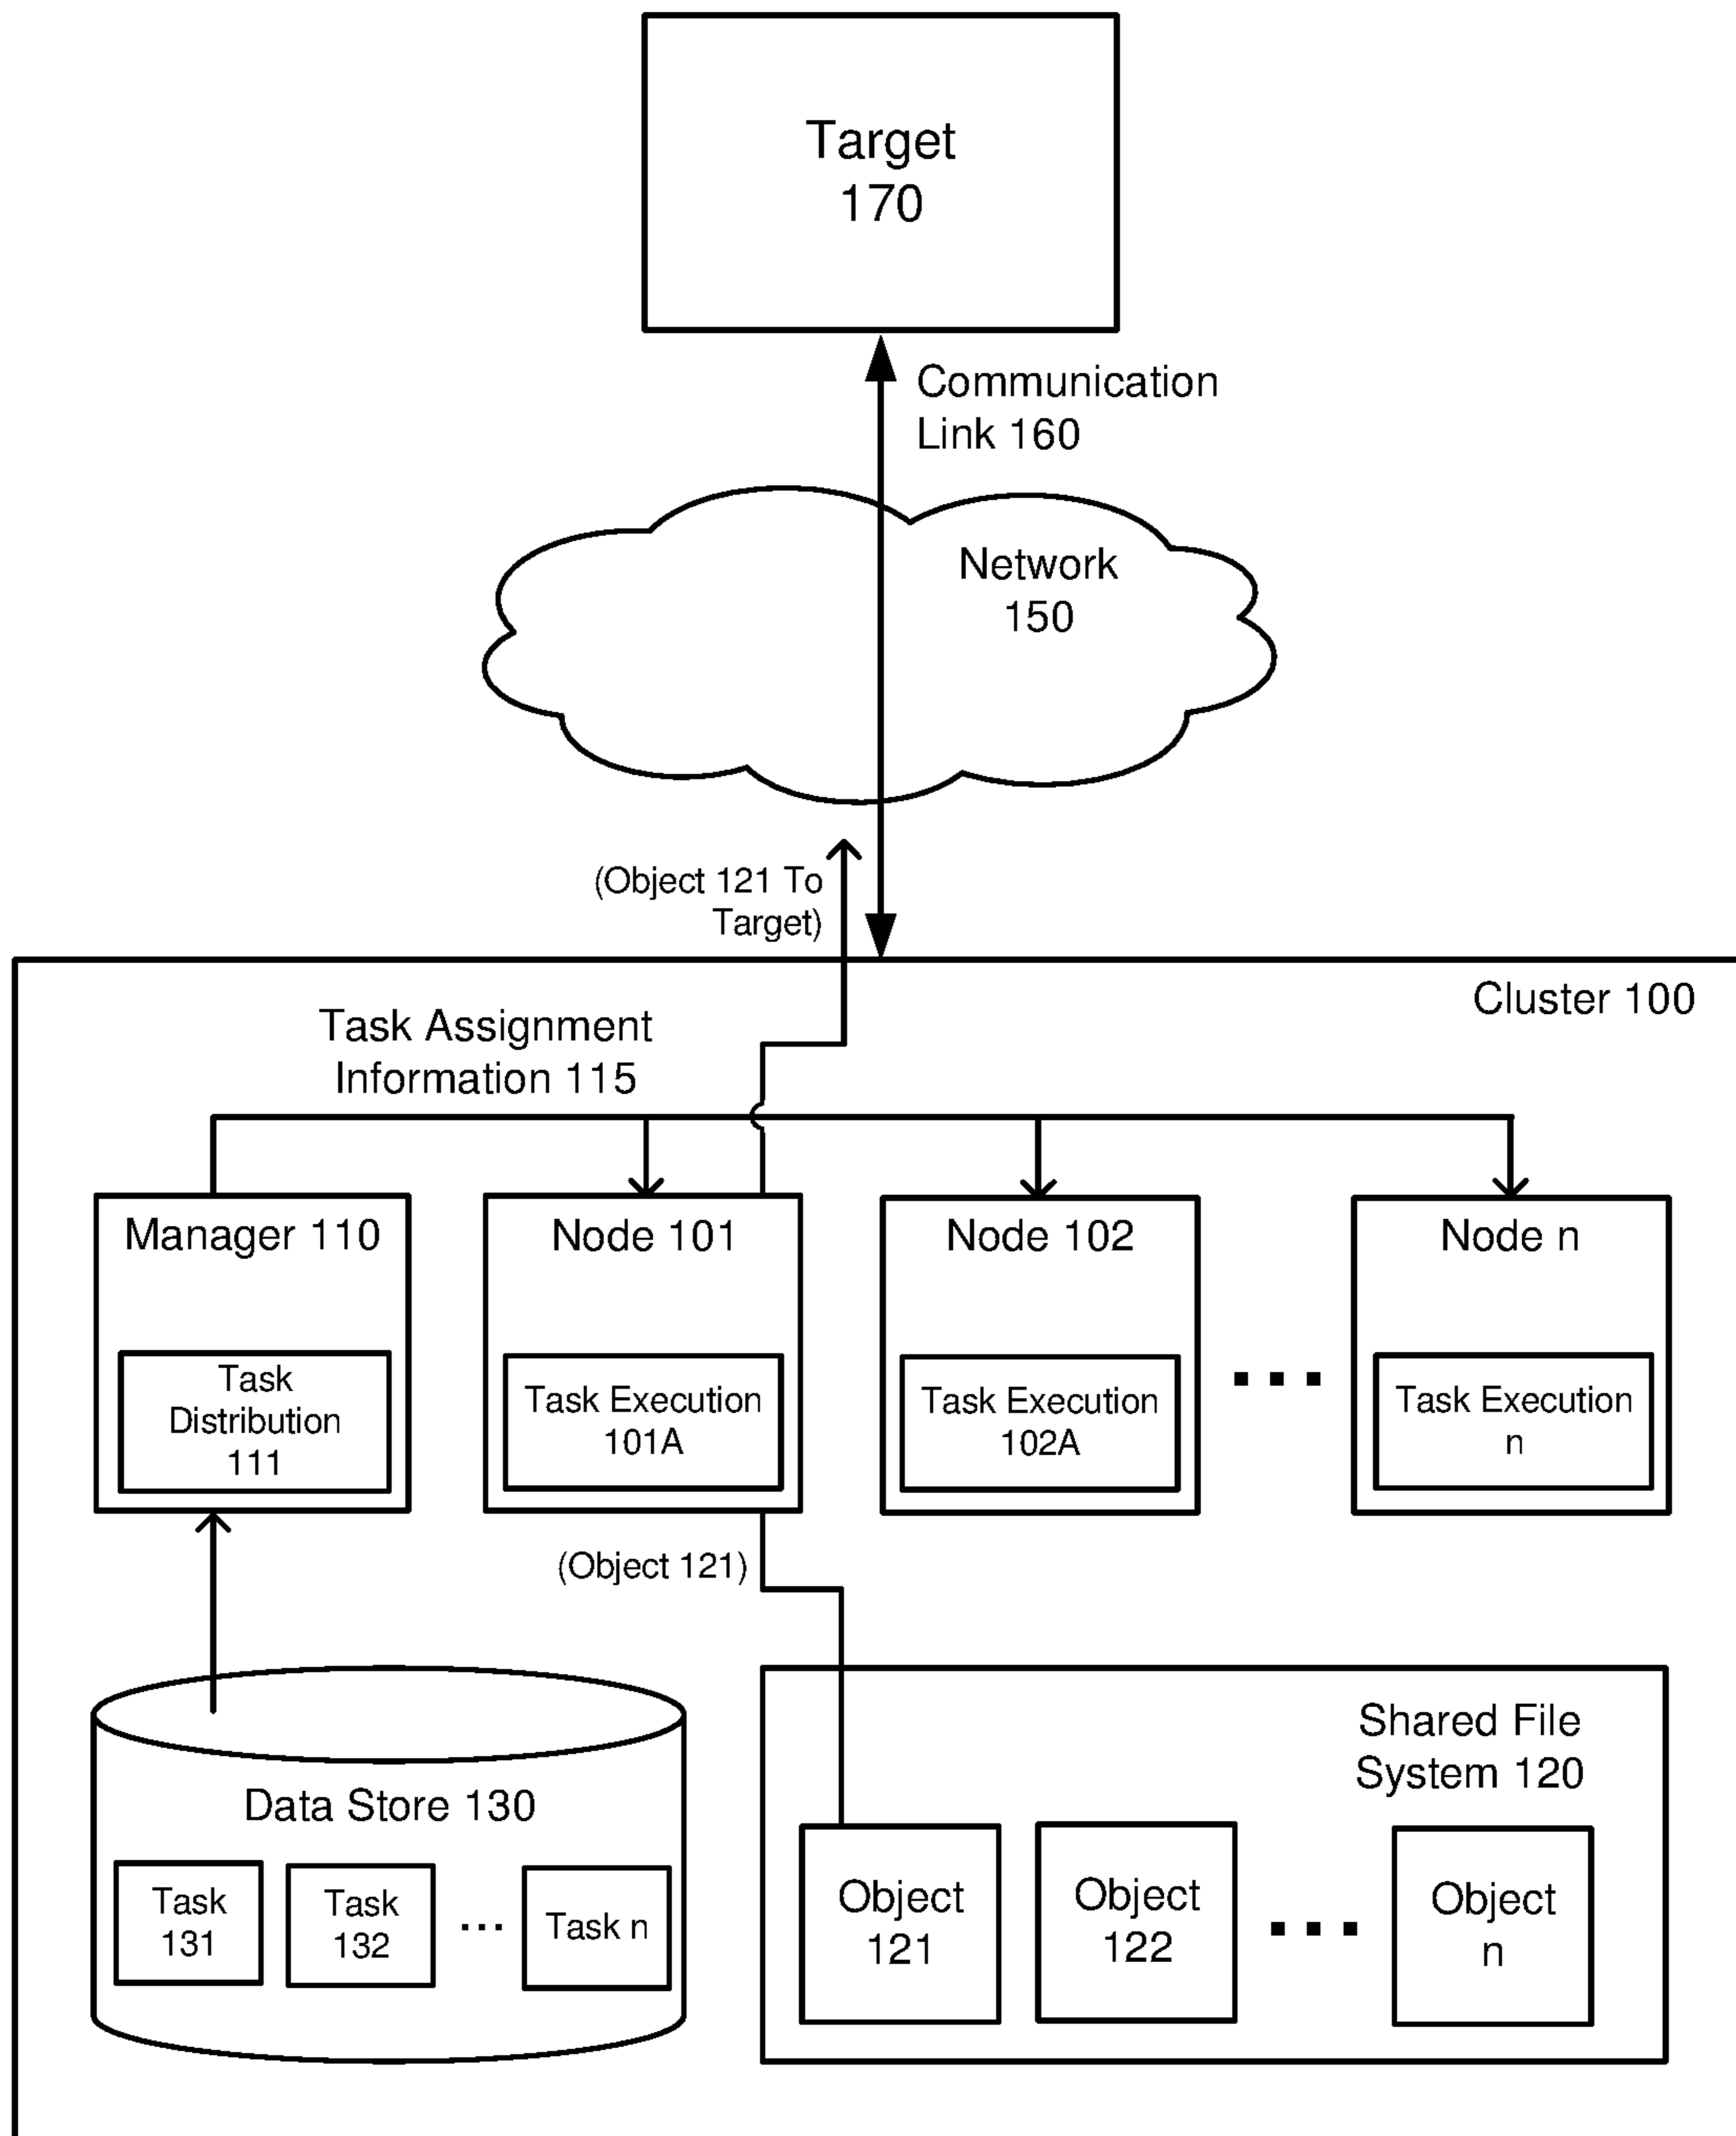 Target
170
Communication
Link 160
Network
150
(Object 121 To
Target)
Cluster 100
Task Assignment
Information 115
Manager 110
Task
Distribution
111
Node 101
Task Execution
101A
Node 102
Task Execution
102A
...
Node n
Task Execution
n
(Object 121)
Data Store 130
Task
131
Task
132
...
Task n
Shared File
System 120
Object
121
Object
122
...
Object
n